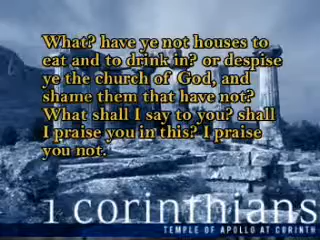 What? have ye not houses to
eat and to drink in? or despise
ye the church of God, and
shame them that have not?
What shall I say to you? shall
I praise you in this? I praise
you not.
1 corinthians
TEMPLE OF APOLLO AT CORINTH